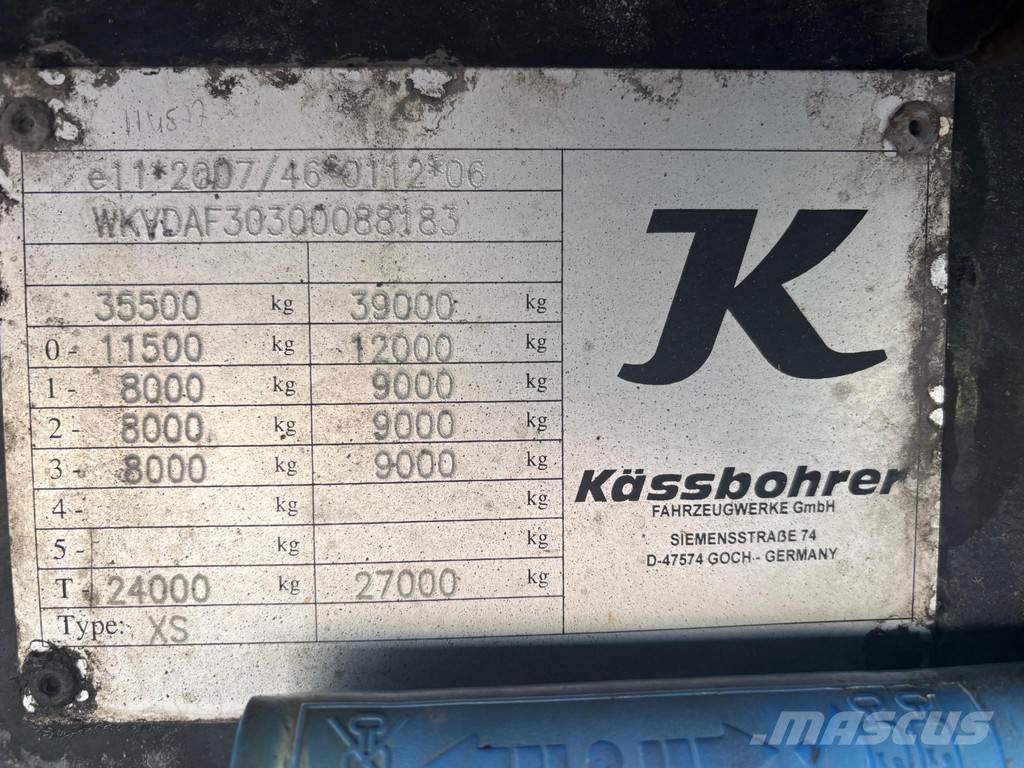 114877
e11*2007/46*0112*06
WKVDAF30300088183
35500 kg 39000 kg
0- 11500 kg 12000 kg
1- 8000 kg 9000 kg
2- 8000 kg 9000 kg
3- 8000 kg 9000 kg
4- kg kg
5- kg kg
T - 24000 kg 27000 kg
Type: XS
K
Kässbohrer
FAHRZEUGWERKE GmbH
SIEMENSSTRAßE 74
D-47574 GOCH - GERMANY
MASCUS